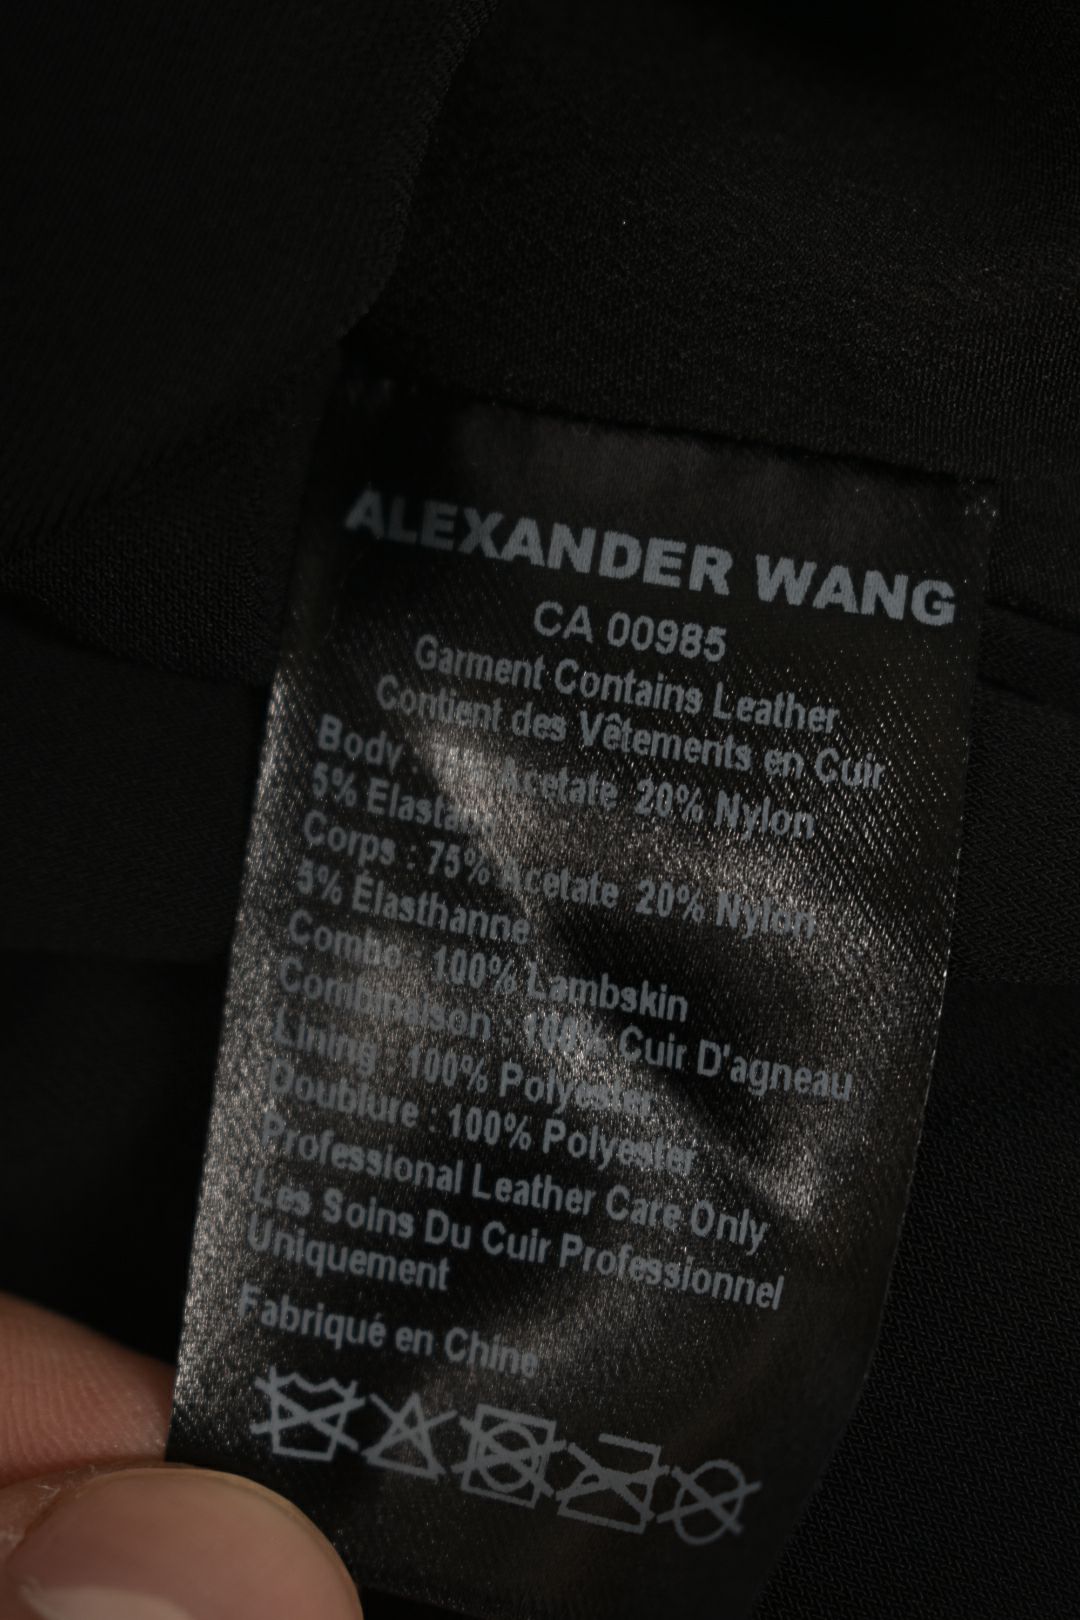 ALEXANDER WANG
CA 00985
Garment Contains Leather
Contient des Vêtements en Cuir
Body : Acetate 20% Nylon
5% Elastane
Corps : 75% Acetate 20% Nylon
5% Élasthanne
Combo : 100% Lambskin
Combinaison : 100% Cuir D'agneau
Lining : 100% Polyester
Doublure : 100% Polyester
Professional Leather Care Only
Les Soins Du Cuir Professionnel
Uniquement
Fabriqué en Chine